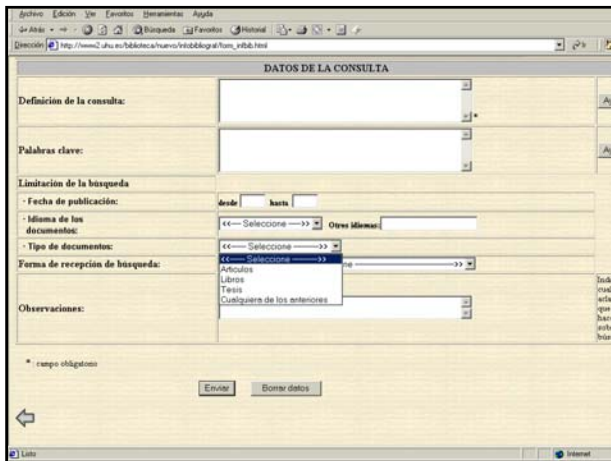 Archivo Edición Ver Favoritos Herramientas Ayuda
Atrás Búsqueda Favoritos Historial
Dirección http://www2.uhu.es/biblioteca/nuevo/infobibliograf/form_infbib.html Ir
DATOS DE LA CONSULTA
Definición de la consulta: *
Palabras clave:
Limitación de la búsqueda
· Fecha de publicación: desde hasta
· Idioma de los documentos: <<---- Seleccione ---->> Otros idiomas:
· Tipo de documentos: <<---- Seleccione --------->>
<<---- Seleccione --------->>
Artículos
Libros
Tesis
Cualquiera de los anteriores
Forma de recepción de búsqueda:
Observaciones:
* : campo obligatorio
Enviar Borrar datos
Listo Internet